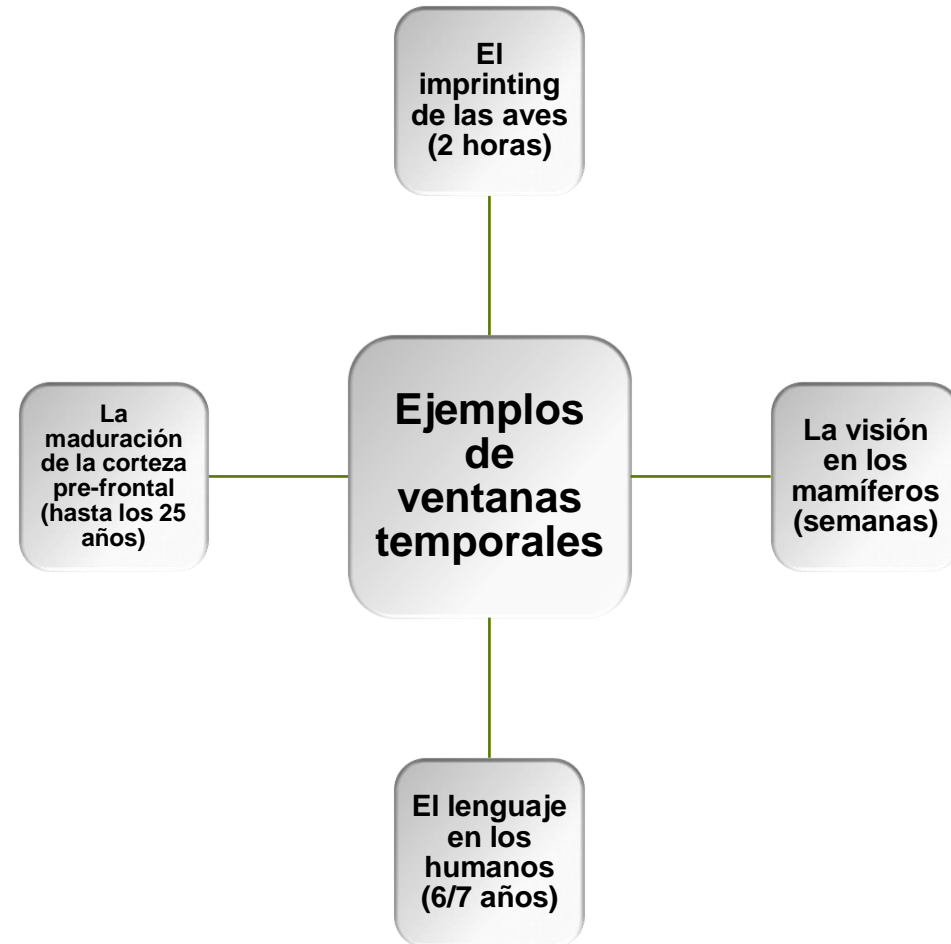 El
imprinting
de las aves
(2 horas)
La
maduración
de la corteza
pre-frontal
(hasta los 25
años)
Ejemplos
de
ventanas
temporales
La visión
en los
mamíferos
(semanas)
El lenguaje
en los
humanos
(6/7 años)